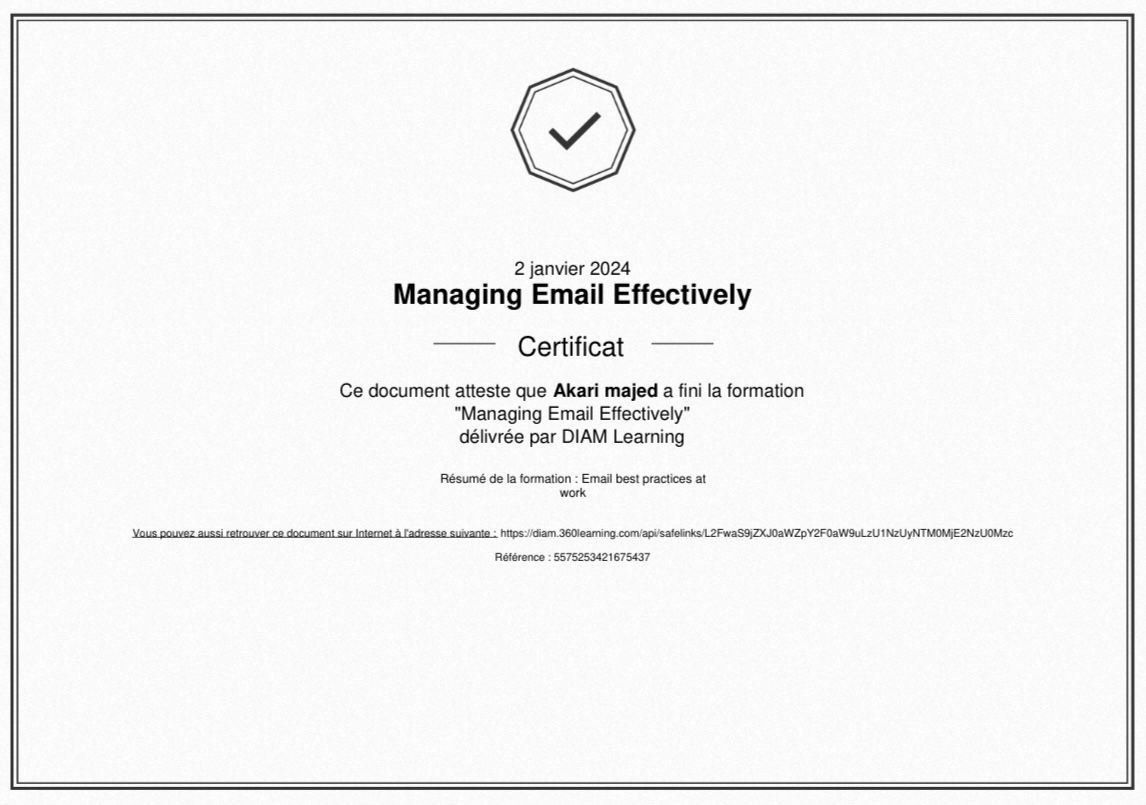 2 janvier 2024
Managing Email Effectively
Certificat
Ce document atteste que Akari majed a fini la formation
"Managing Email Effectively"
délivrée par DIAM Learning
Résumé de la formation : Email best practices at
work
Vous pouvez aussi retrouver ce document sur Internet à l'adresse suivante : https://diam.360learning.com/api/safelinks/L2FwaS9jZXJ0aWZpY2F0aW9uLzU1NzUyNTM0MjE2NzU0Mzc
Référence : 5575253421675437